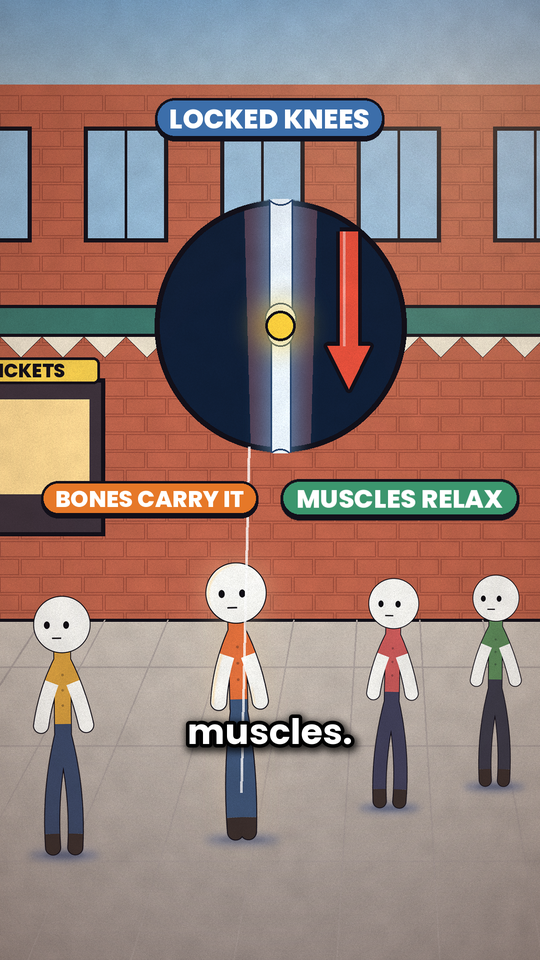 LOCKED KNEES
ICKETS
BONES CARRY IT
MUSCLES RELAX
muscles.